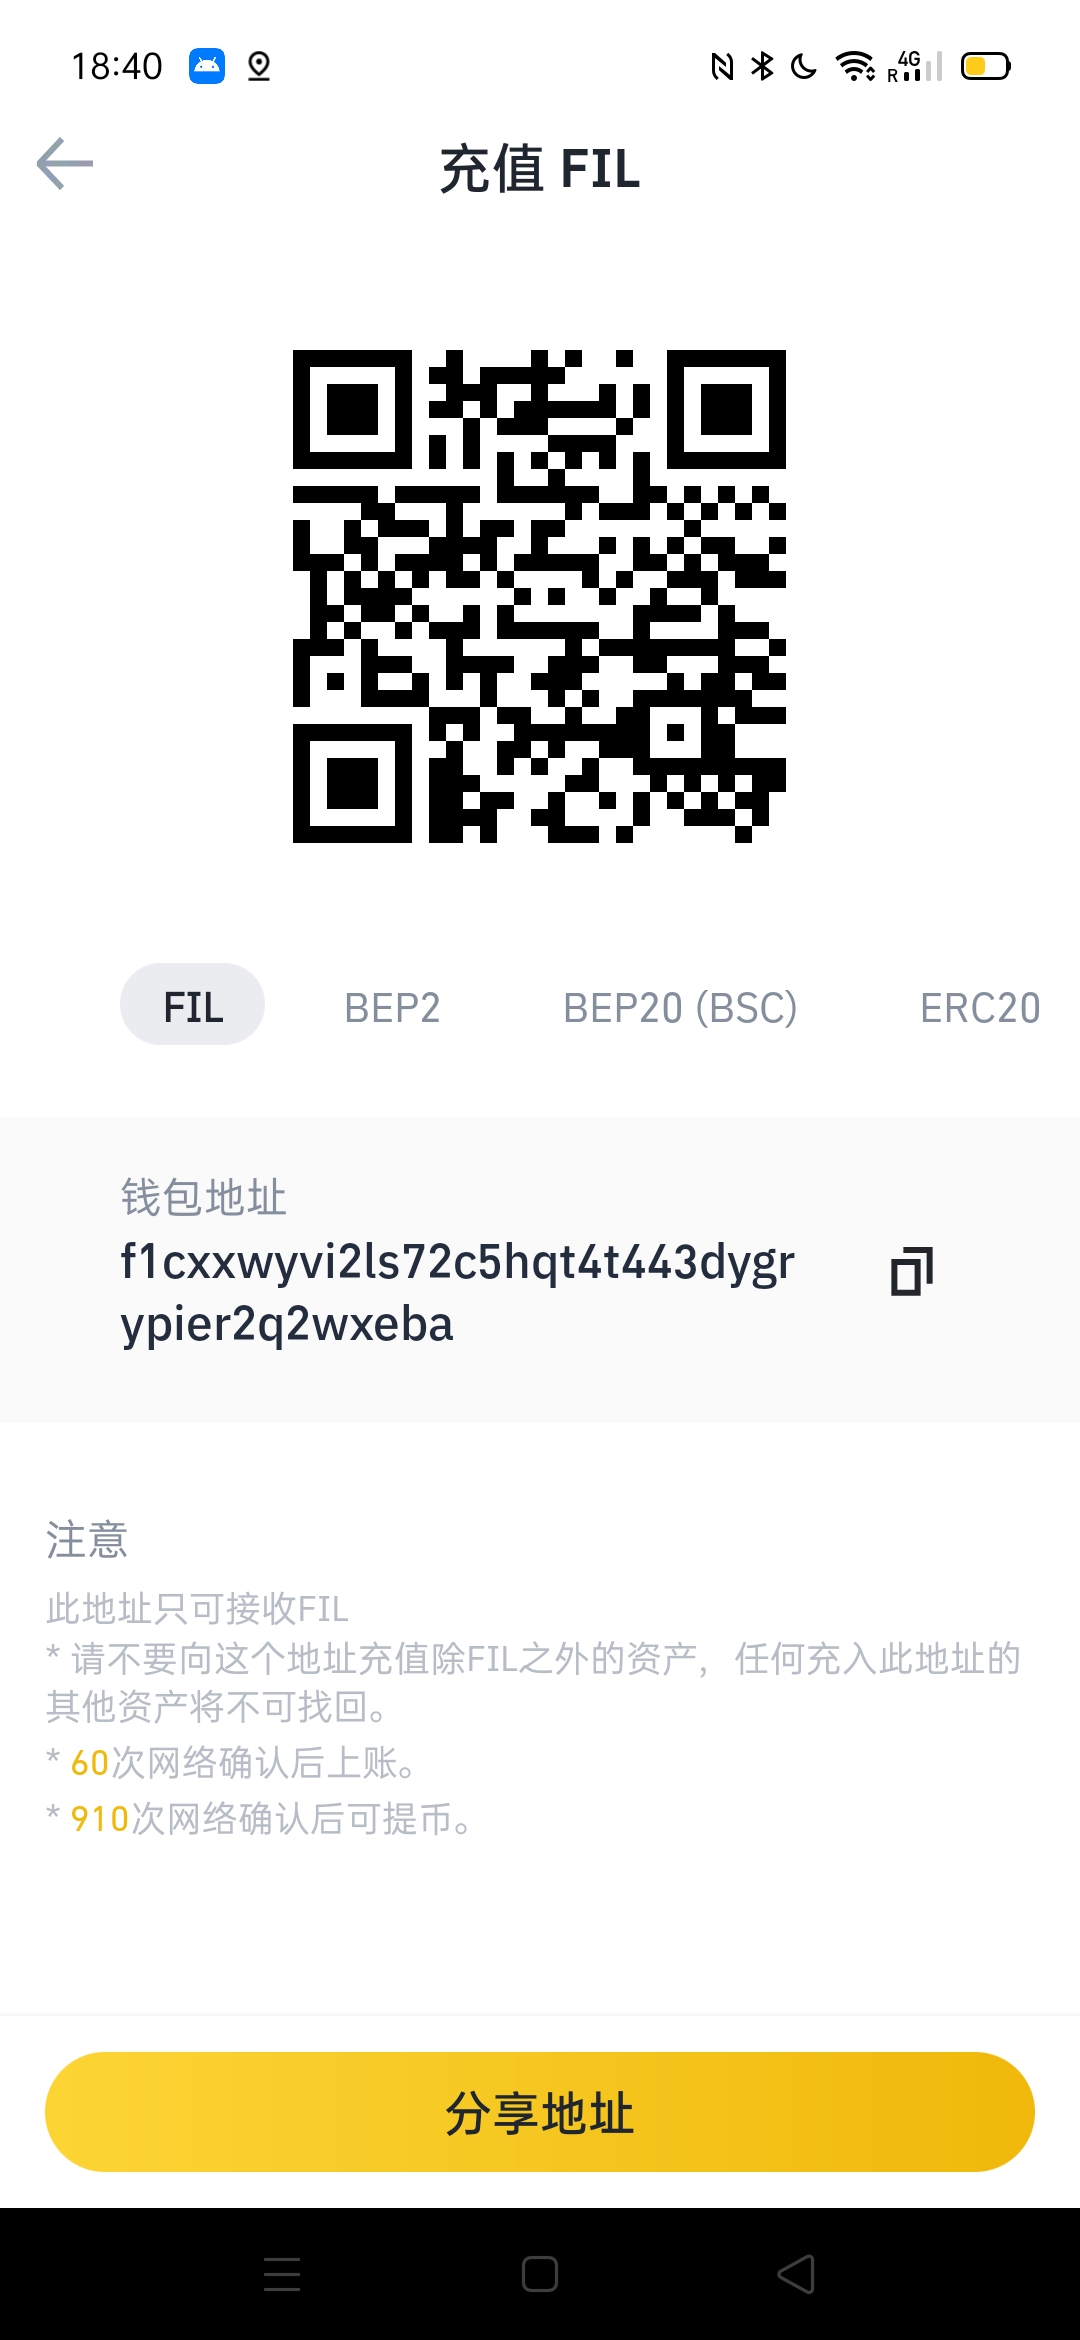 18:40
R 4G
充值 FIL
FIL BEP2 BEP20 (BSC) ERC20
钱包地址
f1cxxwyvi2ls72c5hqt4t443dygr
ypier2q2wxeba
注意
此地址只可接收FIL
* 请不要向这个地址充值除FIL之外的资产，任何充入此地址的
其他资产将不可找回。
* 60次网络确认后上账。
* 910次网络确认后可提币。
分享地址